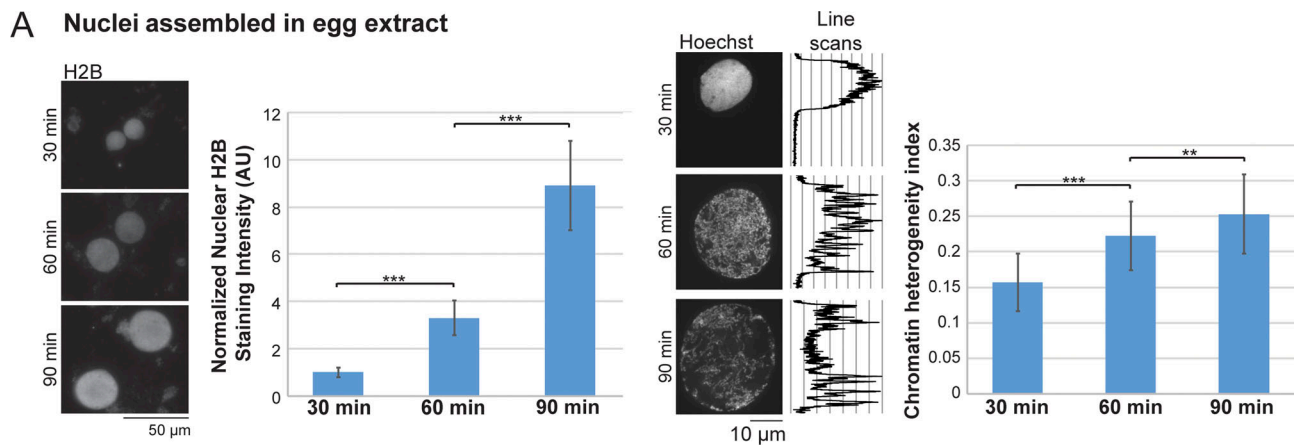 A Nuclei assembled in egg extract
H2B
30 min
60 min
90 min
50 µm
Normalized Nuclear H2B
Staining Intensity (AU)
12
10
8
6
4
2
0
***
***
30 min 60 min 90 min
Hoechst
Line
scans
30 min
60 min
90 min
10 µm
Chromatin heterogeneity index
0.35
0.3
0.25
0.2
0.15
0.1
0.05
0
***
**
30 min 60 min 90 min